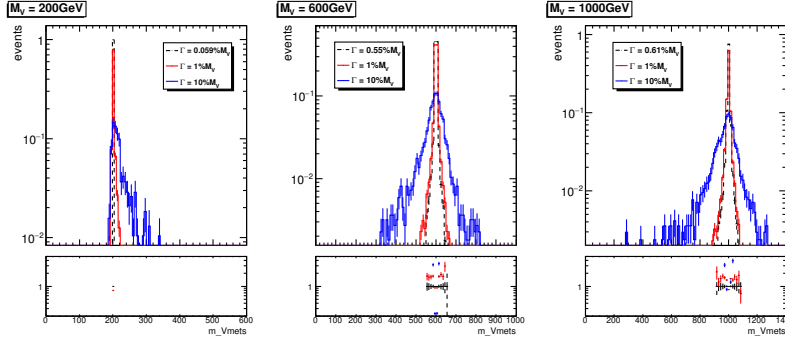 M_V = 200GeV
events
1
10^-1
10^-2
Γ = 0.059%M_V
Γ = 1%M_V
Γ = 10%M_V
1
0 100 200 300 400 500 600
m_Vmets
M_V = 600GeV
events
10^-1
10^-2
Γ = 0.55%M_V
Γ = 1%M_V
Γ = 10%M_V
1
0 100 200 300 400 500 600 700 800 900 1000
m_Vmets
M_V = 1000GeV
events
1
10^-1
10^-2
Γ = 0.61%M_V
Γ = 1%M_V
Γ = 10%M_V
1
0 200 400 600 800 1000 1200
m_Vmets